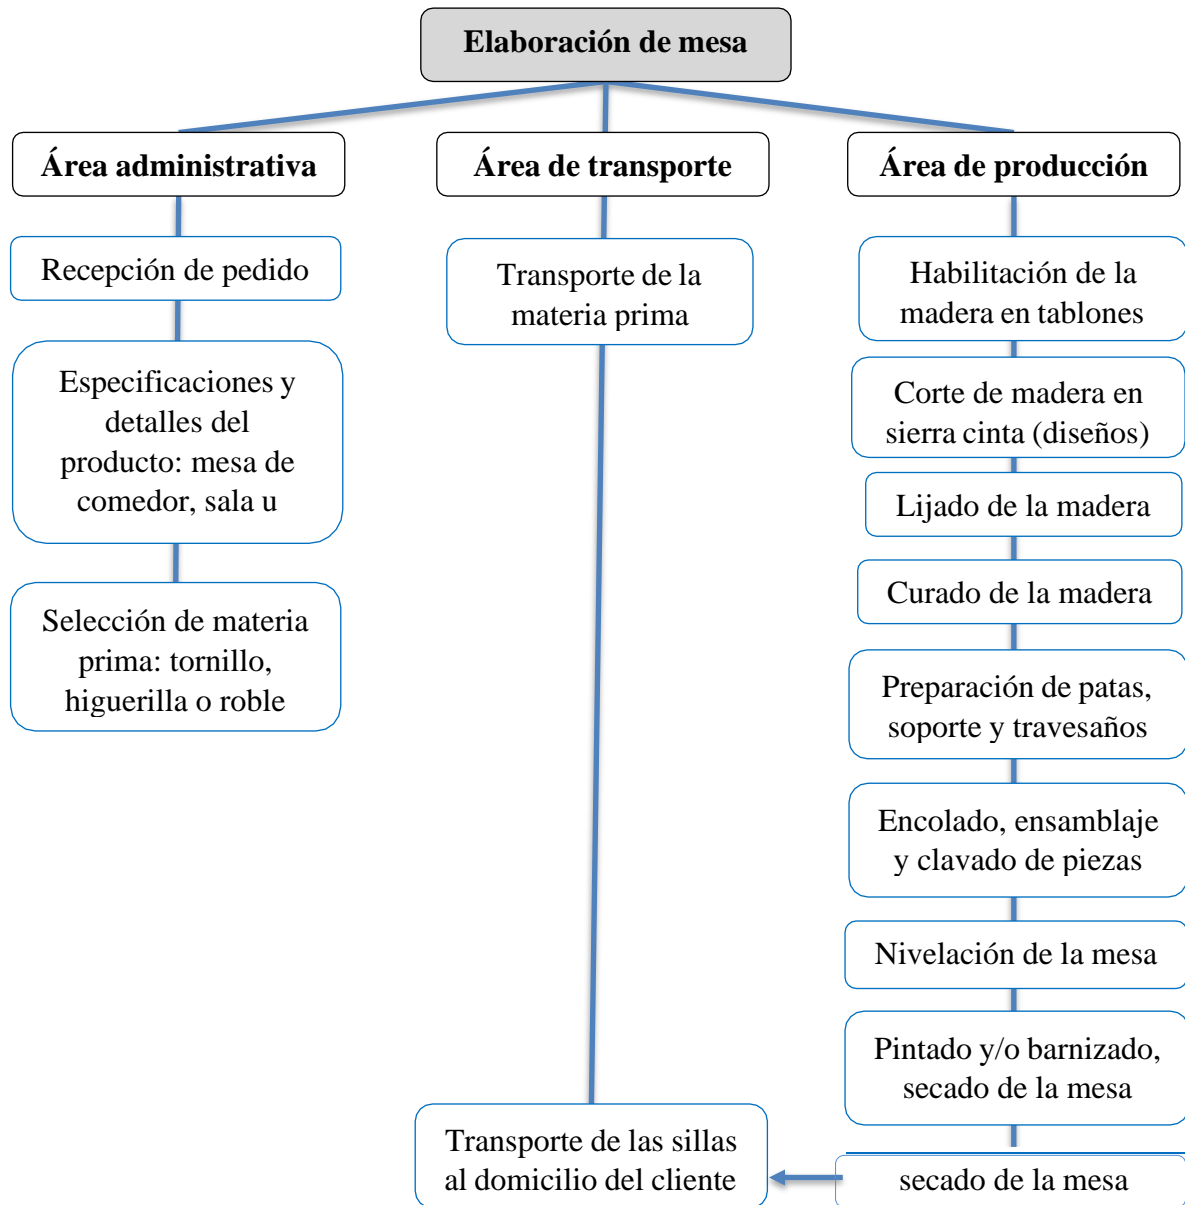 Elaboración de mesa
Área administrativa
Recepción de pedido
Especificaciones y
detalles del
producto: mesa de
comedor, sala u
Selección de materia
prima: tornillo,
higuerilla o roble
Área de transporte
Transporte de la
materia prima
Transporte de las sillas
al domicilio del cliente
Área de producción
Habilitación de la
madera en tablones
Corte de madera en
sierra cinta (diseños)
Lijado de la madera
Curado de la madera
Preparación de patas,
soporte y travesaños
Encolado, ensamblaje
y clavado de piezas
Nivelación de la mesa
Pintado y/o barnizado,
secado de la mesa
secado de la mesa